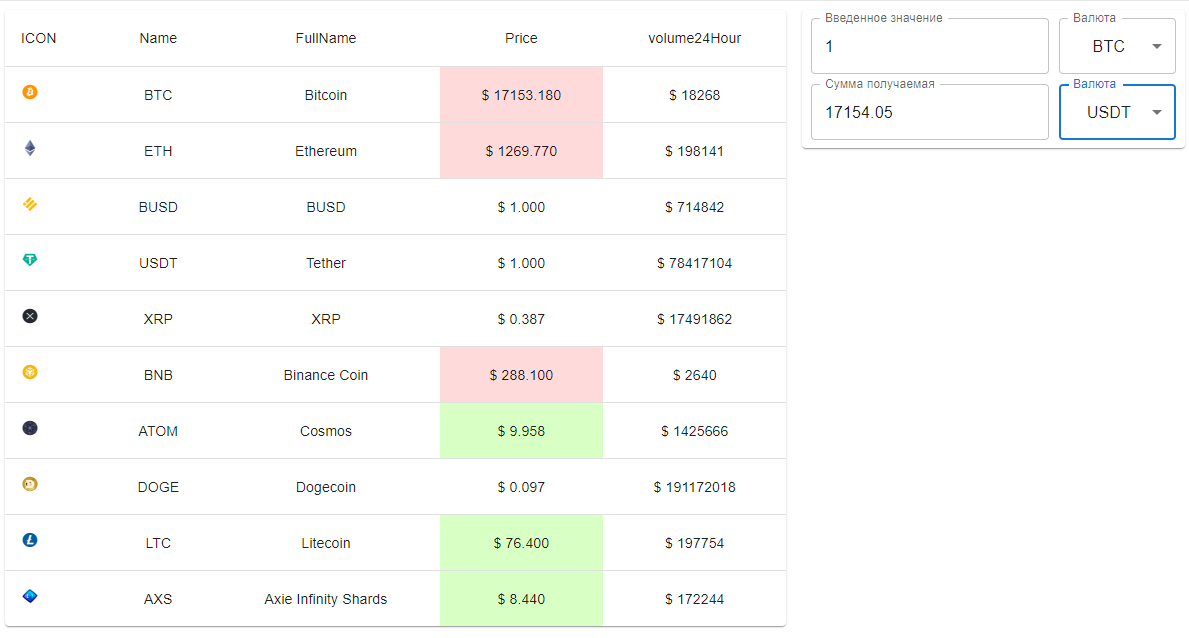 ICON Name FullName Price volume24Hour
BTC Bitcoin $ 17153.180 $ 18268
ETH Ethereum $ 1269.770 $ 198141
BUSD BUSD $ 1.000 $ 714842
USDT Tether $ 1.000 $ 78417104
XRP XRP $ 0.387 $ 17491862
BNB Binance Coin $ 288.100 $ 2640
ATOM Cosmos $ 9.958 $ 1425666
DOGE Dogecoin $ 0.097 $ 191172018
LTC Litecoin $ 76.400 $ 197754
AXS Axie Infinity Shards $ 8.440 $ 172244
Введенное значение Валюта
1 BTC
Сумма получаемая Валюта
17154.05 USDT